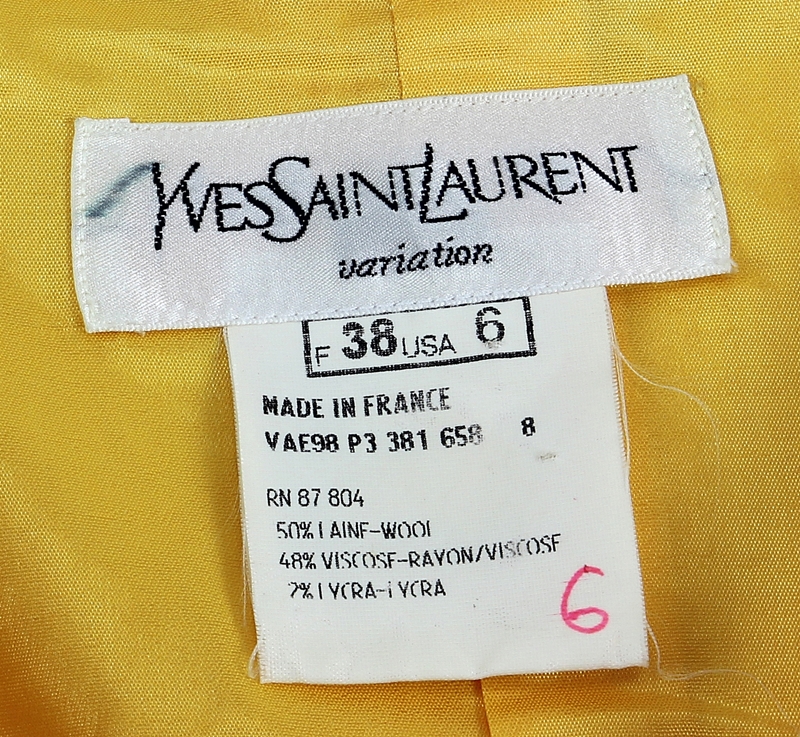 YVESSAINTLAURENT
variation
F 38 USA 6
MADE IN FRANCE
VAE98 P3 381 658 8
RN 87 804
50% LAINE-WOOL
48% VISCOSE-RAYON/VISCOSE
2% LYCRA-LYCRA
6